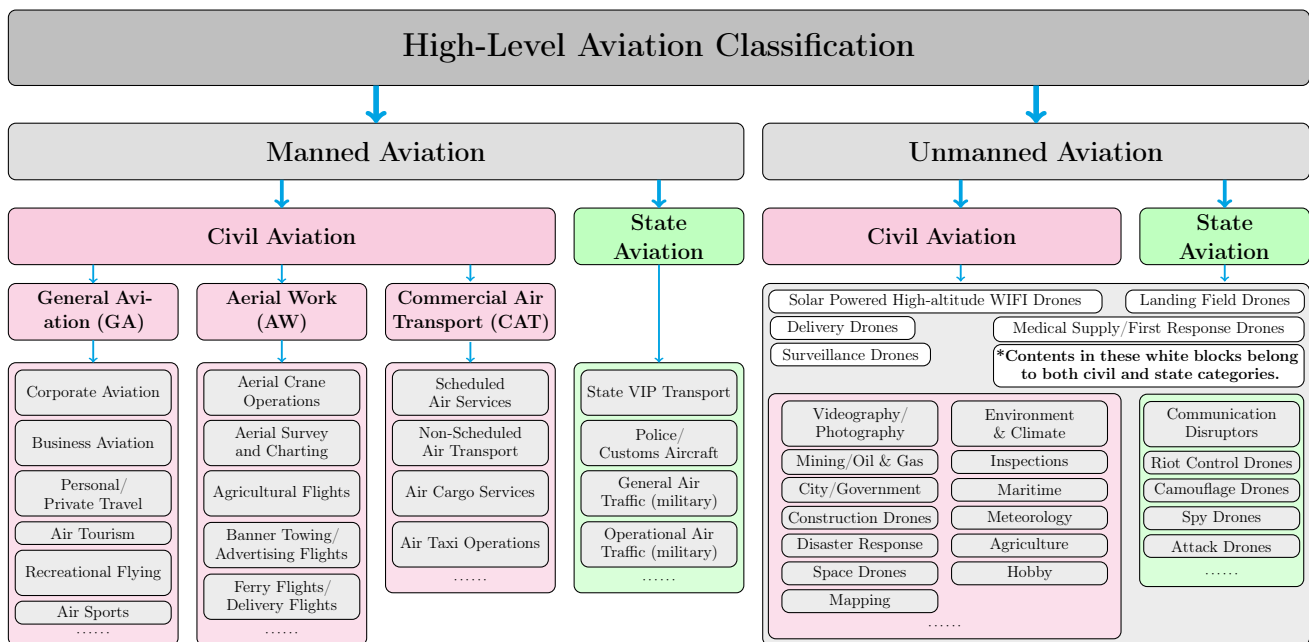 High-Level Aviation Classification
Manned Aviation
Unmanned Aviation
Civil Aviation
State
Aviation
Civil Aviation
State
Aviation
General Avi-
ation (GA)
Aerial Work
(AW)
Commercial Air
Transport (CAT)
Corporate Aviation
Business Aviation
Personal/
Private Travel
Air Tourism
Recreational Flying
Air Sports
......
Aerial Crane
Operations
Aerial Survey
and Charting
Agricultural Flights
Banner Towing/
Advertising Flights
Ferry Flights/
Delivery Flights
......
Scheduled
Air Services
Non-Scheduled
Air Transport
Air Cargo Services
Air Taxi Operations
......
State VIP Transport
Police/
Customs Aircraft
General Air
Traffic (military)
Operational Air
Traffic (military)
......
Solar Powered High-altitude WIFI Drones
Landing Field Drones
Delivery Drones
Medical Supply/First Response Drones
Surveillance Drones
*Contents in these white blocks belong
to both civil and state categories.
Videography/
Photography
Mining/Oil & Gas
City/Government
Construction Drones
Disaster Response
Space Drones
Mapping
Environment
& Climate
Inspections
Maritime
Meteorology
Agriculture
Hobby
......
Communication
Disruptors
Riot Control Drones
Camouflage Drones
Spy Drones
Attack Drones
......